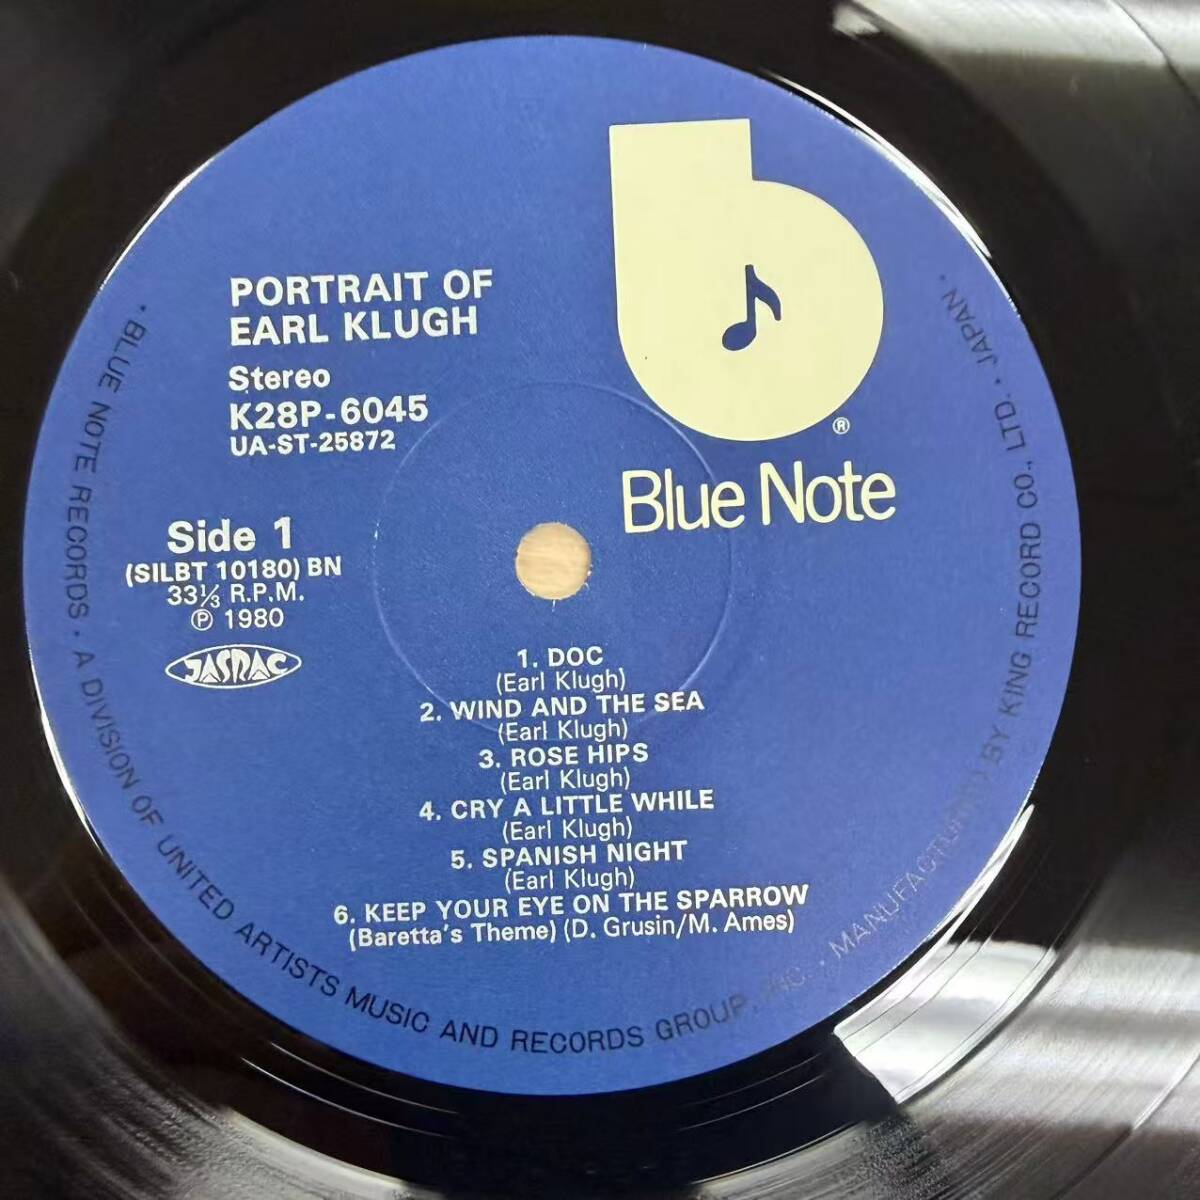 PORTRAIT OF
EARL KLUGH
Stereo
K28P-6045
UA-ST-25872
®
Blue Note
Side 1
(SILBT 10180) BN
33⅓ R.P.M.
℗ 1980
JASRAC
1. DOC
(Earl Klugh)
2. WIND AND THE SEA
(Earl Klugh)
3. ROSE HIPS
(Earl Klugh)
4. CRY A LITTLE WHILE
(Earl Klugh)
5. SPANISH NIGHT
(Earl Klugh)
6. KEEP YOUR EYE ON THE SPARROW
(Baretta's Theme) (D. Grusin/M. Ames)
• BLUE NOTE RECORDS • A DIVISION OF UNITED ARTISTS MUSIC AND RECORDS GROUP, INC. • MANUFACTURED BY KING RECORD CO., LTD. • JAPAN •